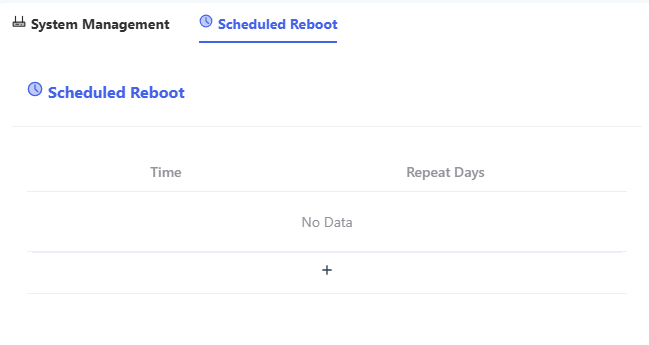 System Management Scheduled Reboot
Scheduled Reboot
Time Repeat Days
No Data
+